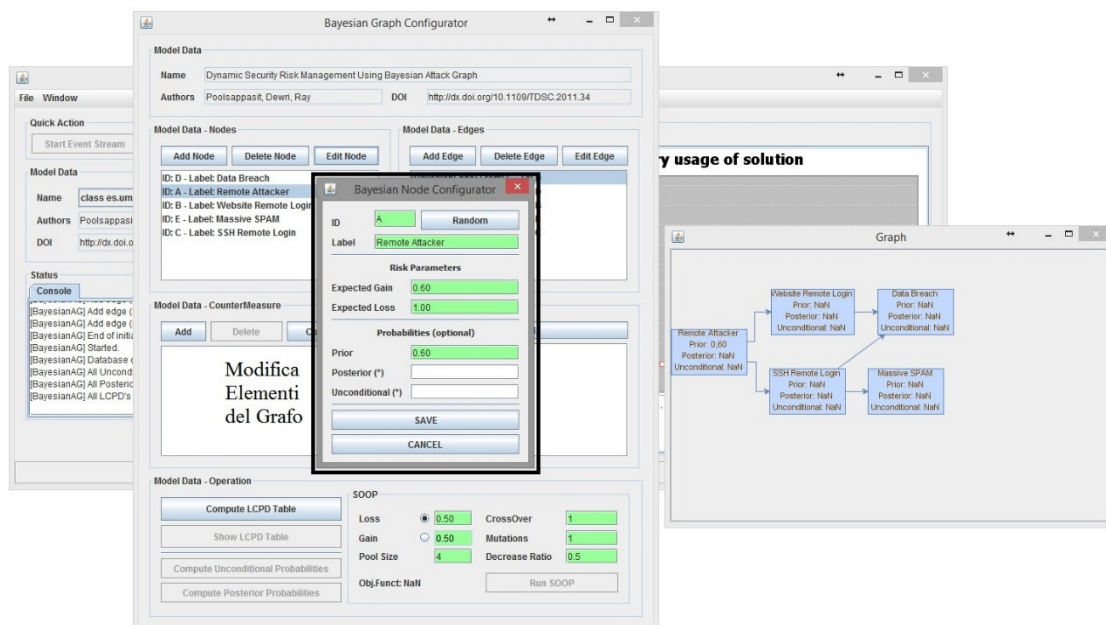 Bayesian Graph Configurator
Model Data
Name Dynamic Security Risk Management Using Bayesian Attack Graph
Authors Poolsappasit, Dewri, Ray DOI http://dx.doi.org/10.1109/TDSC.2011.34
Model Data - Nodes
Add Node Delete Node Edit Node
ID: D - Label: Data Breach
ID: A - Label: Remote Attacker
ID: B - Label: Website Remote Login
ID: E - Label: Massive SPAM
ID: C - Label: SSH Remote Login
Model Data - Edges
Add Edge Delete Edge Edit Edge
Model Data - CounterMeasure
Add Delete
Modifica
Elementi
del Grafo
Model Data - Operation
Compute LCPD Table
Show LCPD Table
Compute Unconditional Probabilities
Compute Posterior Probabilities
SOOP
Loss 0.50 CrossOver 1
Gain 0.50 Mutations 1
Pool Size 4 Decrease Ratio 0.5
Obj.Funct: NaN Run SOOP
Bayesian Node Configurator
ID A Random
Label Remote Attacker
Risk Parameters
Expected Gain 0.60
Expected Loss 1.00
Probabilities (optional)
Prior 0.60
Posterior (*)
Unconditional (*)
SAVE
CANCEL
File Window
Quick Action
Start Event Stream
Model Data
Name class es.um
Authors Poolsappasi
DOI http://dx.doi.o
Status
Console
[BayesianAG] Add edge (
[BayesianAG] Add edge (
[BayesianAG] End of initia
[BayesianAG] Started.
[BayesianAG] Database c
[BayesianAG] All Uncond
[BayesianAG] All Posterio
[BayesianAG] All LCPD's
ry usage of solution
Graph
Website Remote Login
Prior: NaN
Posterior: NaN
Unconditional: NaN
Data Breach
Prior: NaN
Posterior: NaN
Unconditional: NaN
Remote Attacker
Prior: 0,60
Posterior: NaN
Unconditional: NaN
SSH Remote Login
Prior: NaN
Posterior: NaN
Unconditional: NaN
Massive SPAM
Prior: NaN
Posterior: NaN
Unconditional: NaN